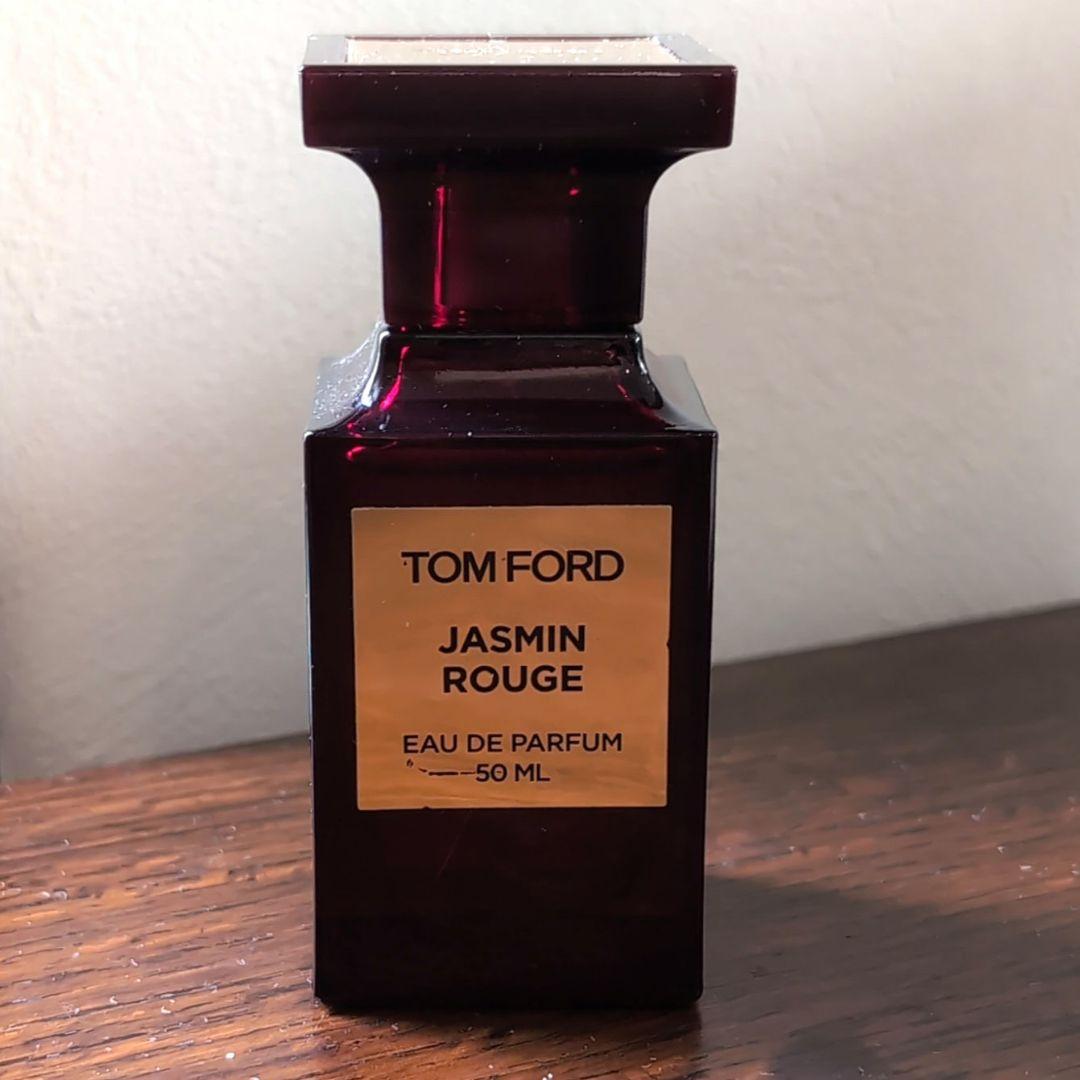 TOM FORD
JASMIN
ROUGE
EAU DE PARFUM
50 ML